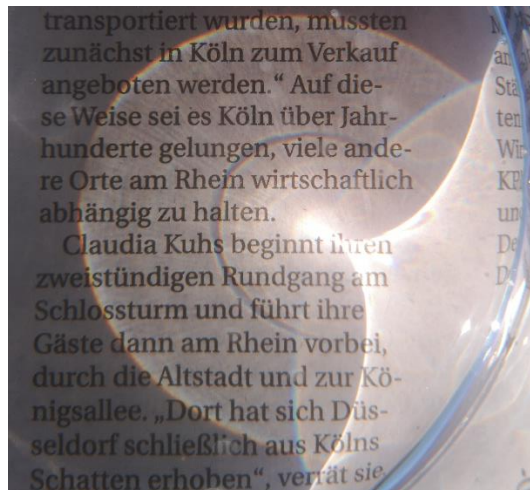 transportiert wurden, mussten
zunächst in Köln zum Verkauf
angeboten werden.“ Auf die-
se Weise sei es Köln über Jahr-
hunderte gelungen, viele ande-
re Orte am Rhein wirtschaftlich
abhängig zu halten.
Claudia Kuhs beginnt ihren
zweistündigen Rundgang am
Schlossturm und führt ihre
Gäste dann am Rhein vorbei,
durch die Altstadt und zur Kö-
nigsallee. „Dort hat sich Düs-
seldorf schließlich aus Kölns
Schatten erhoben“, verrät sie